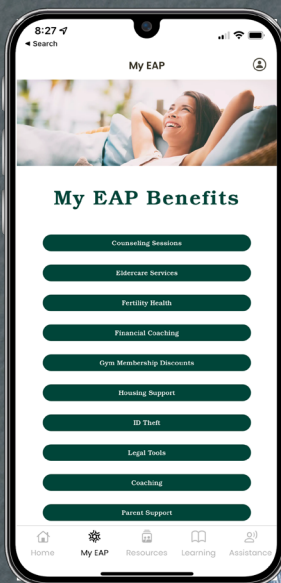 8:27
◄ Search
My EAP
My EAP Benefits
Counseling Sessions
Eldercare Services
Fertility Health
Financial Coaching
Gym Membership Discounts
Housing Support
ID Theft
Legal Tools
Coaching
Parent Support
Home My EAP Resources Learning Assistance